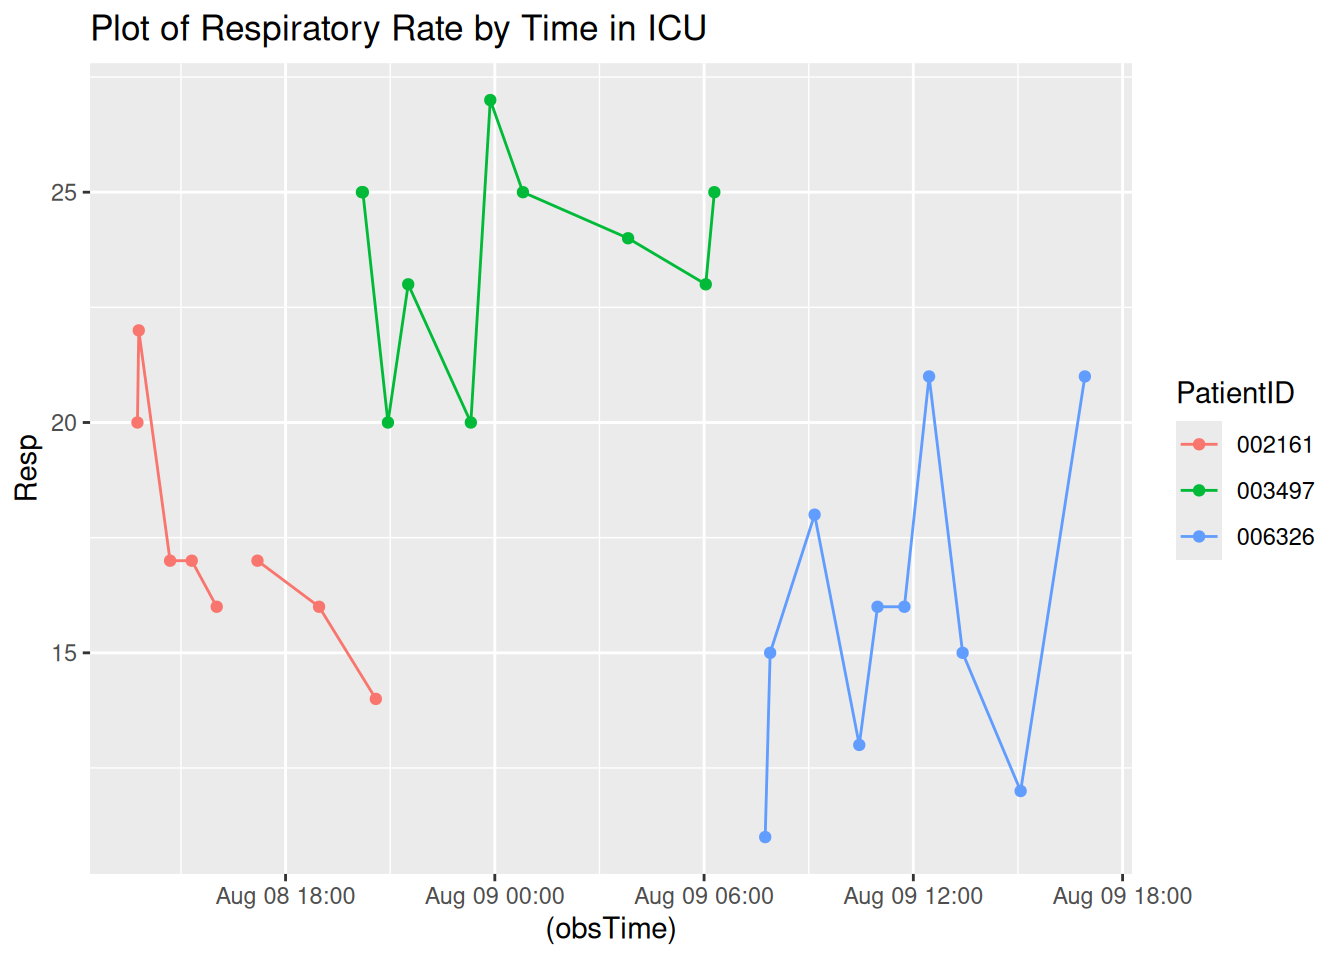 Plot of Respiratory Rate by Time in ICU
25
20
15
Resp
Aug 08 18:00 Aug 09 00:00 Aug 09 06:00 Aug 09 12:00 Aug 09 18:00
(obsTime)
PatientID
002161
003497
006326